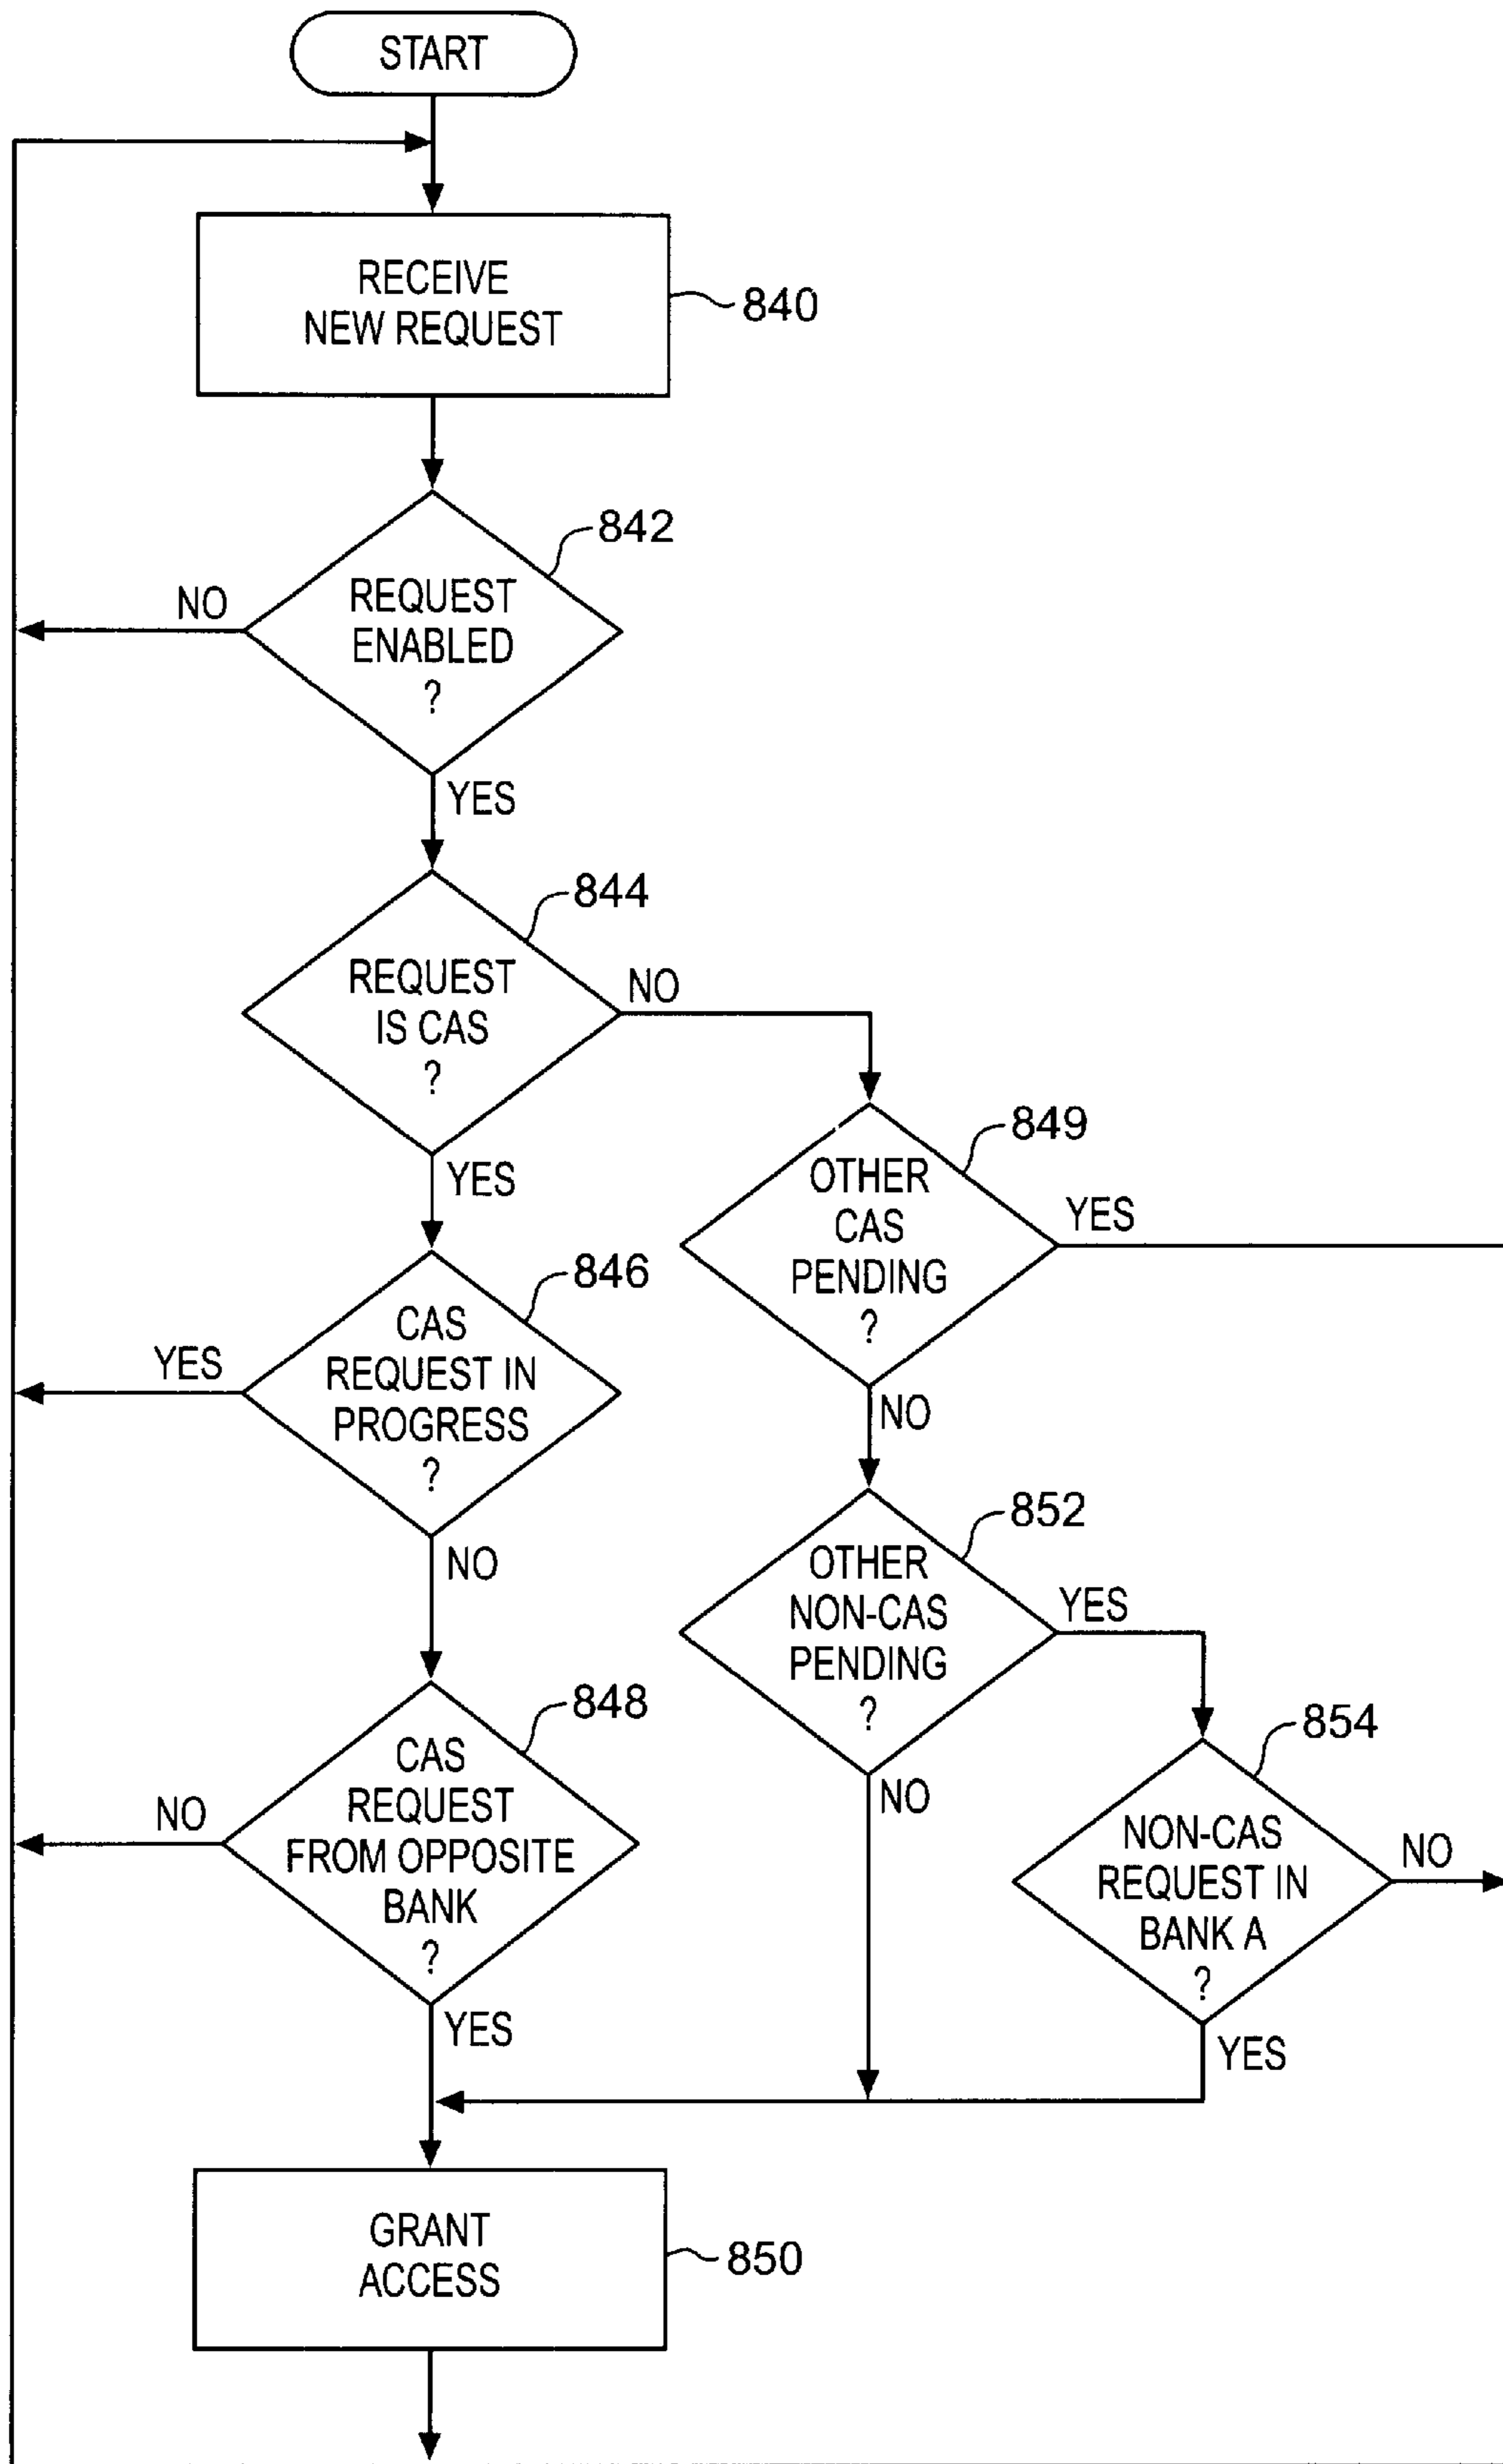 START
RECEIVE
NEW REQUEST
840
842
REQUEST
ENABLED
?
NO
YES
844
REQUEST
IS CAS
?
NO
YES
849
OTHER
CAS
PENDING
?
YES
NO
846
CAS
REQUEST IN
PROGRESS
?
YES
NO
852
OTHER
NON-CAS
PENDING
?
YES
NO
848
CAS
REQUEST
FROM OPPOSITE
BANK
?
NO
YES
854
NON-CAS
REQUEST IN
BANK A
?
NO
YES
GRANT
ACCESS
850